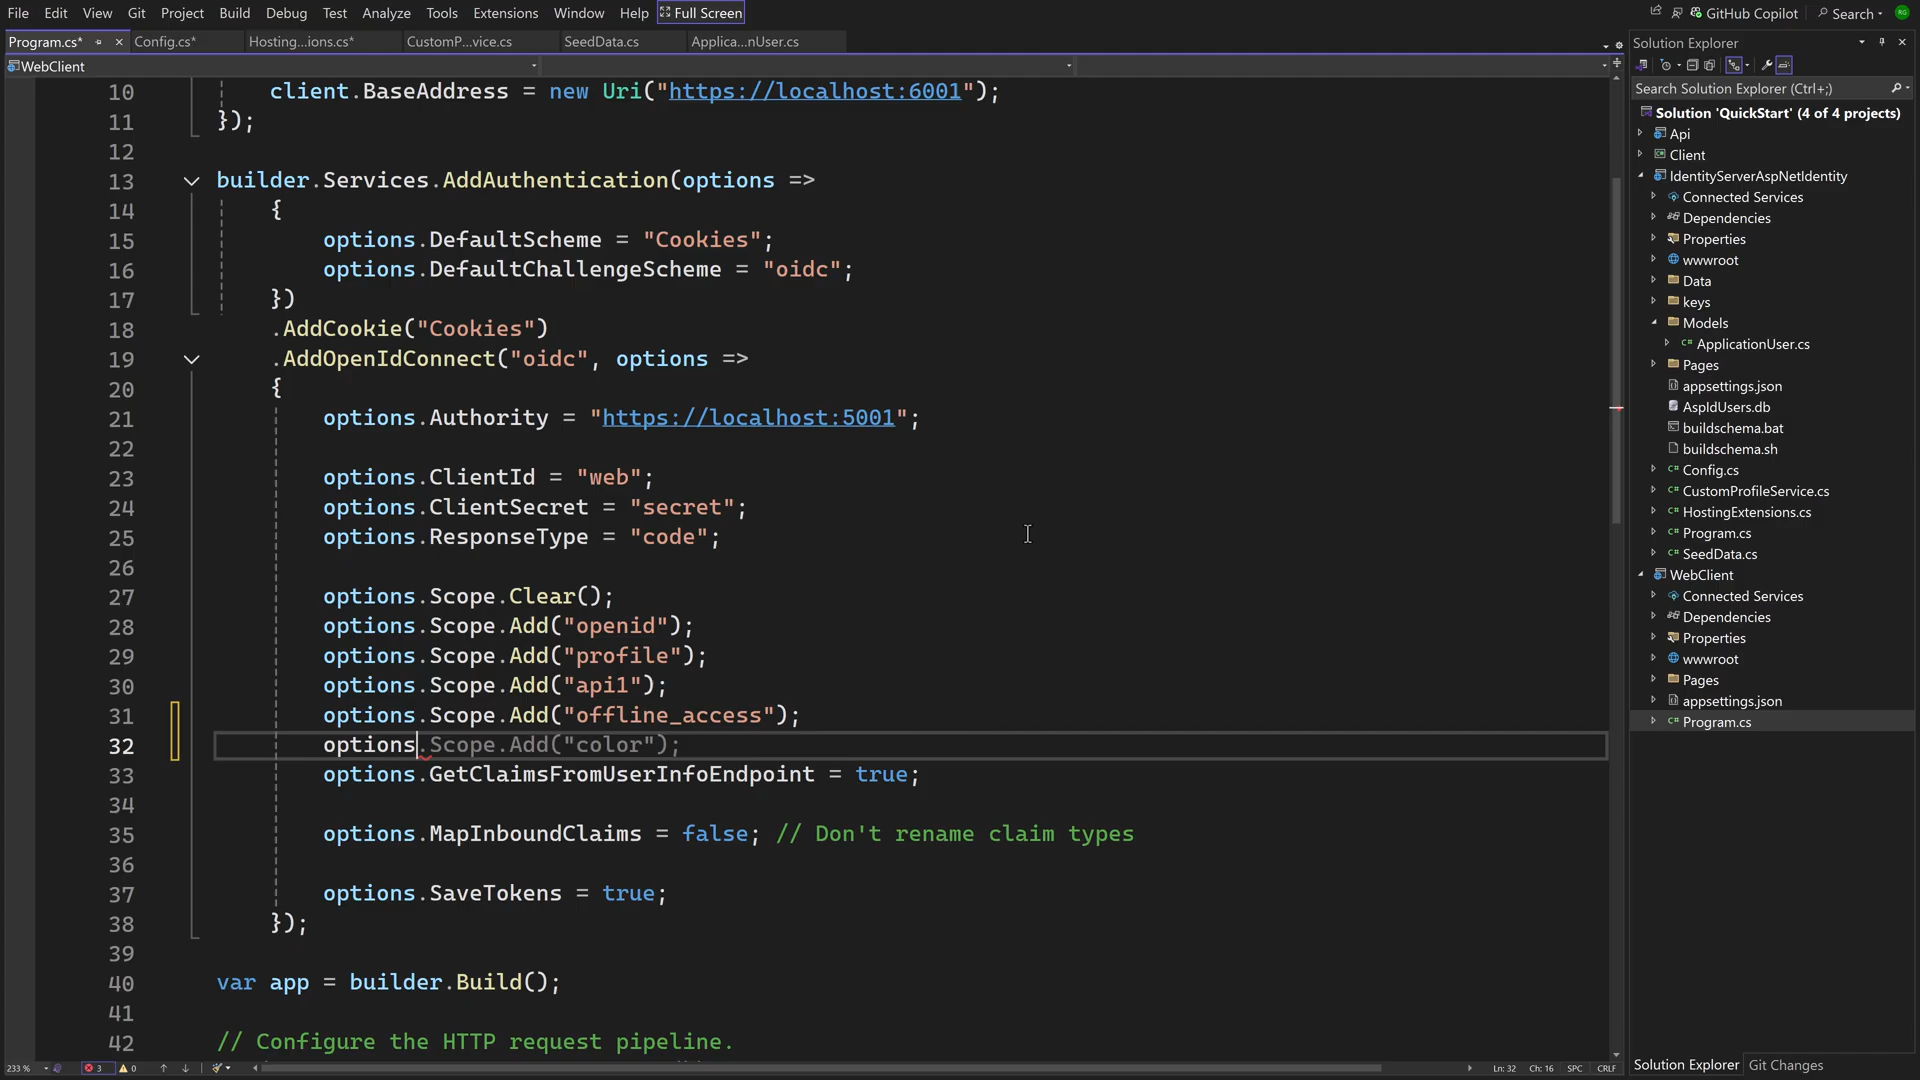 File Edit View Git Project Build Debug Test Analyze Tools Extensions Window Help Full Screen GitHub Copilot Search RG
Program.cs* Config.cs* Hosting...ions.cs* CustomP...vice.cs SeedData.cs Applica...nUser.cs
WebClient
10 client.BaseAddress = new Uri("https://localhost:6001");
11 });
12
13 builder.Services.AddAuthentication(options =>
14 {
15 options.DefaultScheme = "Cookies";
16 options.DefaultChallengeScheme = "oidc";
17 })
18 .AddCookie("Cookies")
19 .AddOpenIdConnect("oidc", options =>
20 {
21 options.Authority = "https://localhost:5001";
22
23 options.ClientId = "web";
24 options.ClientSecret = "secret";
25 options.ResponseType = "code";
26
27 options.Scope.Clear();
28 options.Scope.Add("openid");
29 options.Scope.Add("profile");
30 options.Scope.Add("api1");
31 options.Scope.Add("offline_access");
32 options.Scope.Add("color");
33 options.GetClaimsFromUserInfoEndpoint = true;
34
35 options.MapInboundClaims = false; // Don't rename claim types
36
37 options.SaveTokens = true;
38 });
39
40 var app = builder.Build();
41
42 // Configure the HTTP request pipeline.
233 % 3 0 Ln: 32 Ch: 16 SPC CRLF
Solution Explorer
Search Solution Explorer (Ctrl+;)
Solution 'QuickStart' (4 of 4 projects)
Api
Client
IdentityServerAspNetIdentity
Connected Services
Dependencies
Properties
wwwroot
Data
keys
Models
C# ApplicationUser.cs
Pages
appsettings.json
AspIdUsers.db
buildschema.bat
buildschema.sh
C# Config.cs
C# CustomProfileService.cs
C# HostingExtensions.cs
C# Program.cs
C# SeedData.cs
WebClient
Connected Services
Dependencies
Properties
wwwroot
Pages
appsettings.json
C# Program.cs
Solution Explorer Git Changes